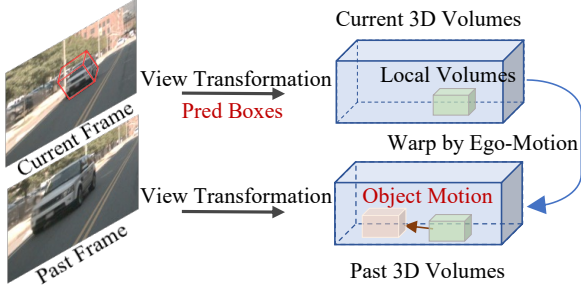 Current 3D Volumes
View Transformation
Pred Boxes
Local Volumes
Current Frame
Warp by Ego-Motion
View Transformation
Object Motion
Past Frame
Past 3D Volumes